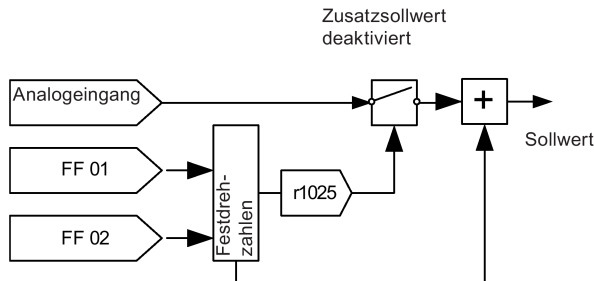 Zusatzsollwert
deaktiviert
Analogeingang
+
Sollwert
FF 01
r1025
FF 02
Festdreh-
zahlen